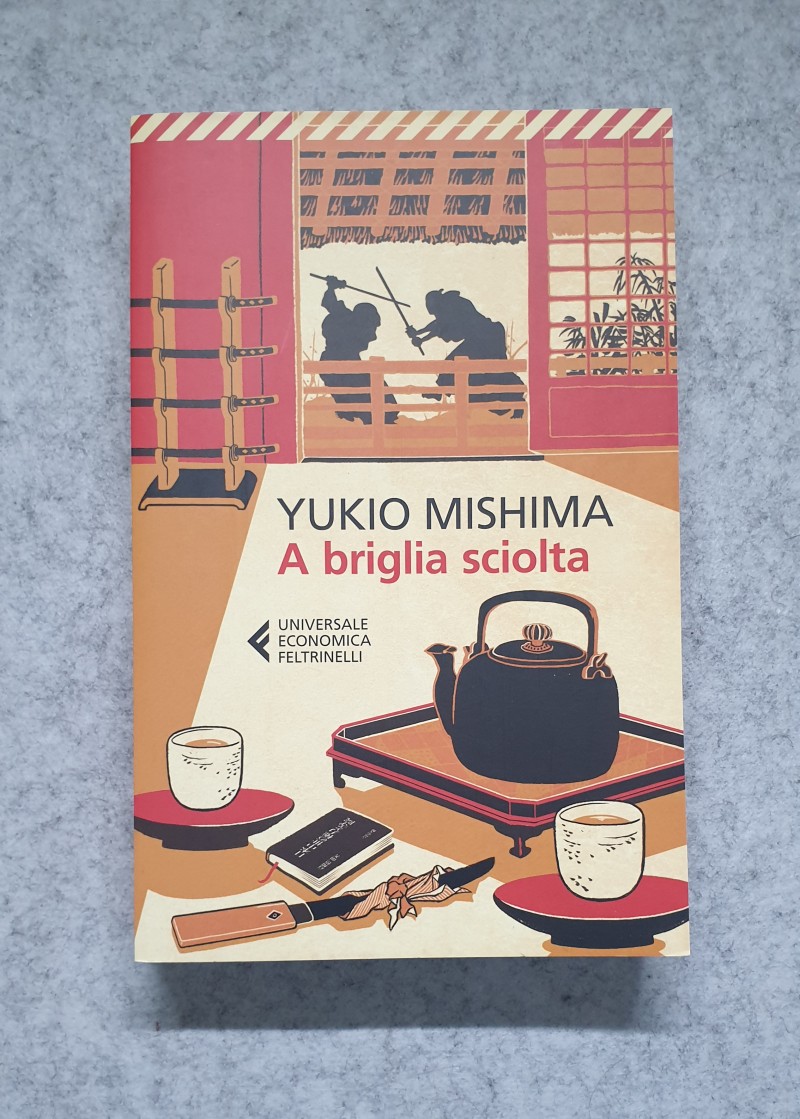 YUKIO MISHIMA
A briglia sciolta
UNIVERSALE
ECONOMICA
FELTRINELLI